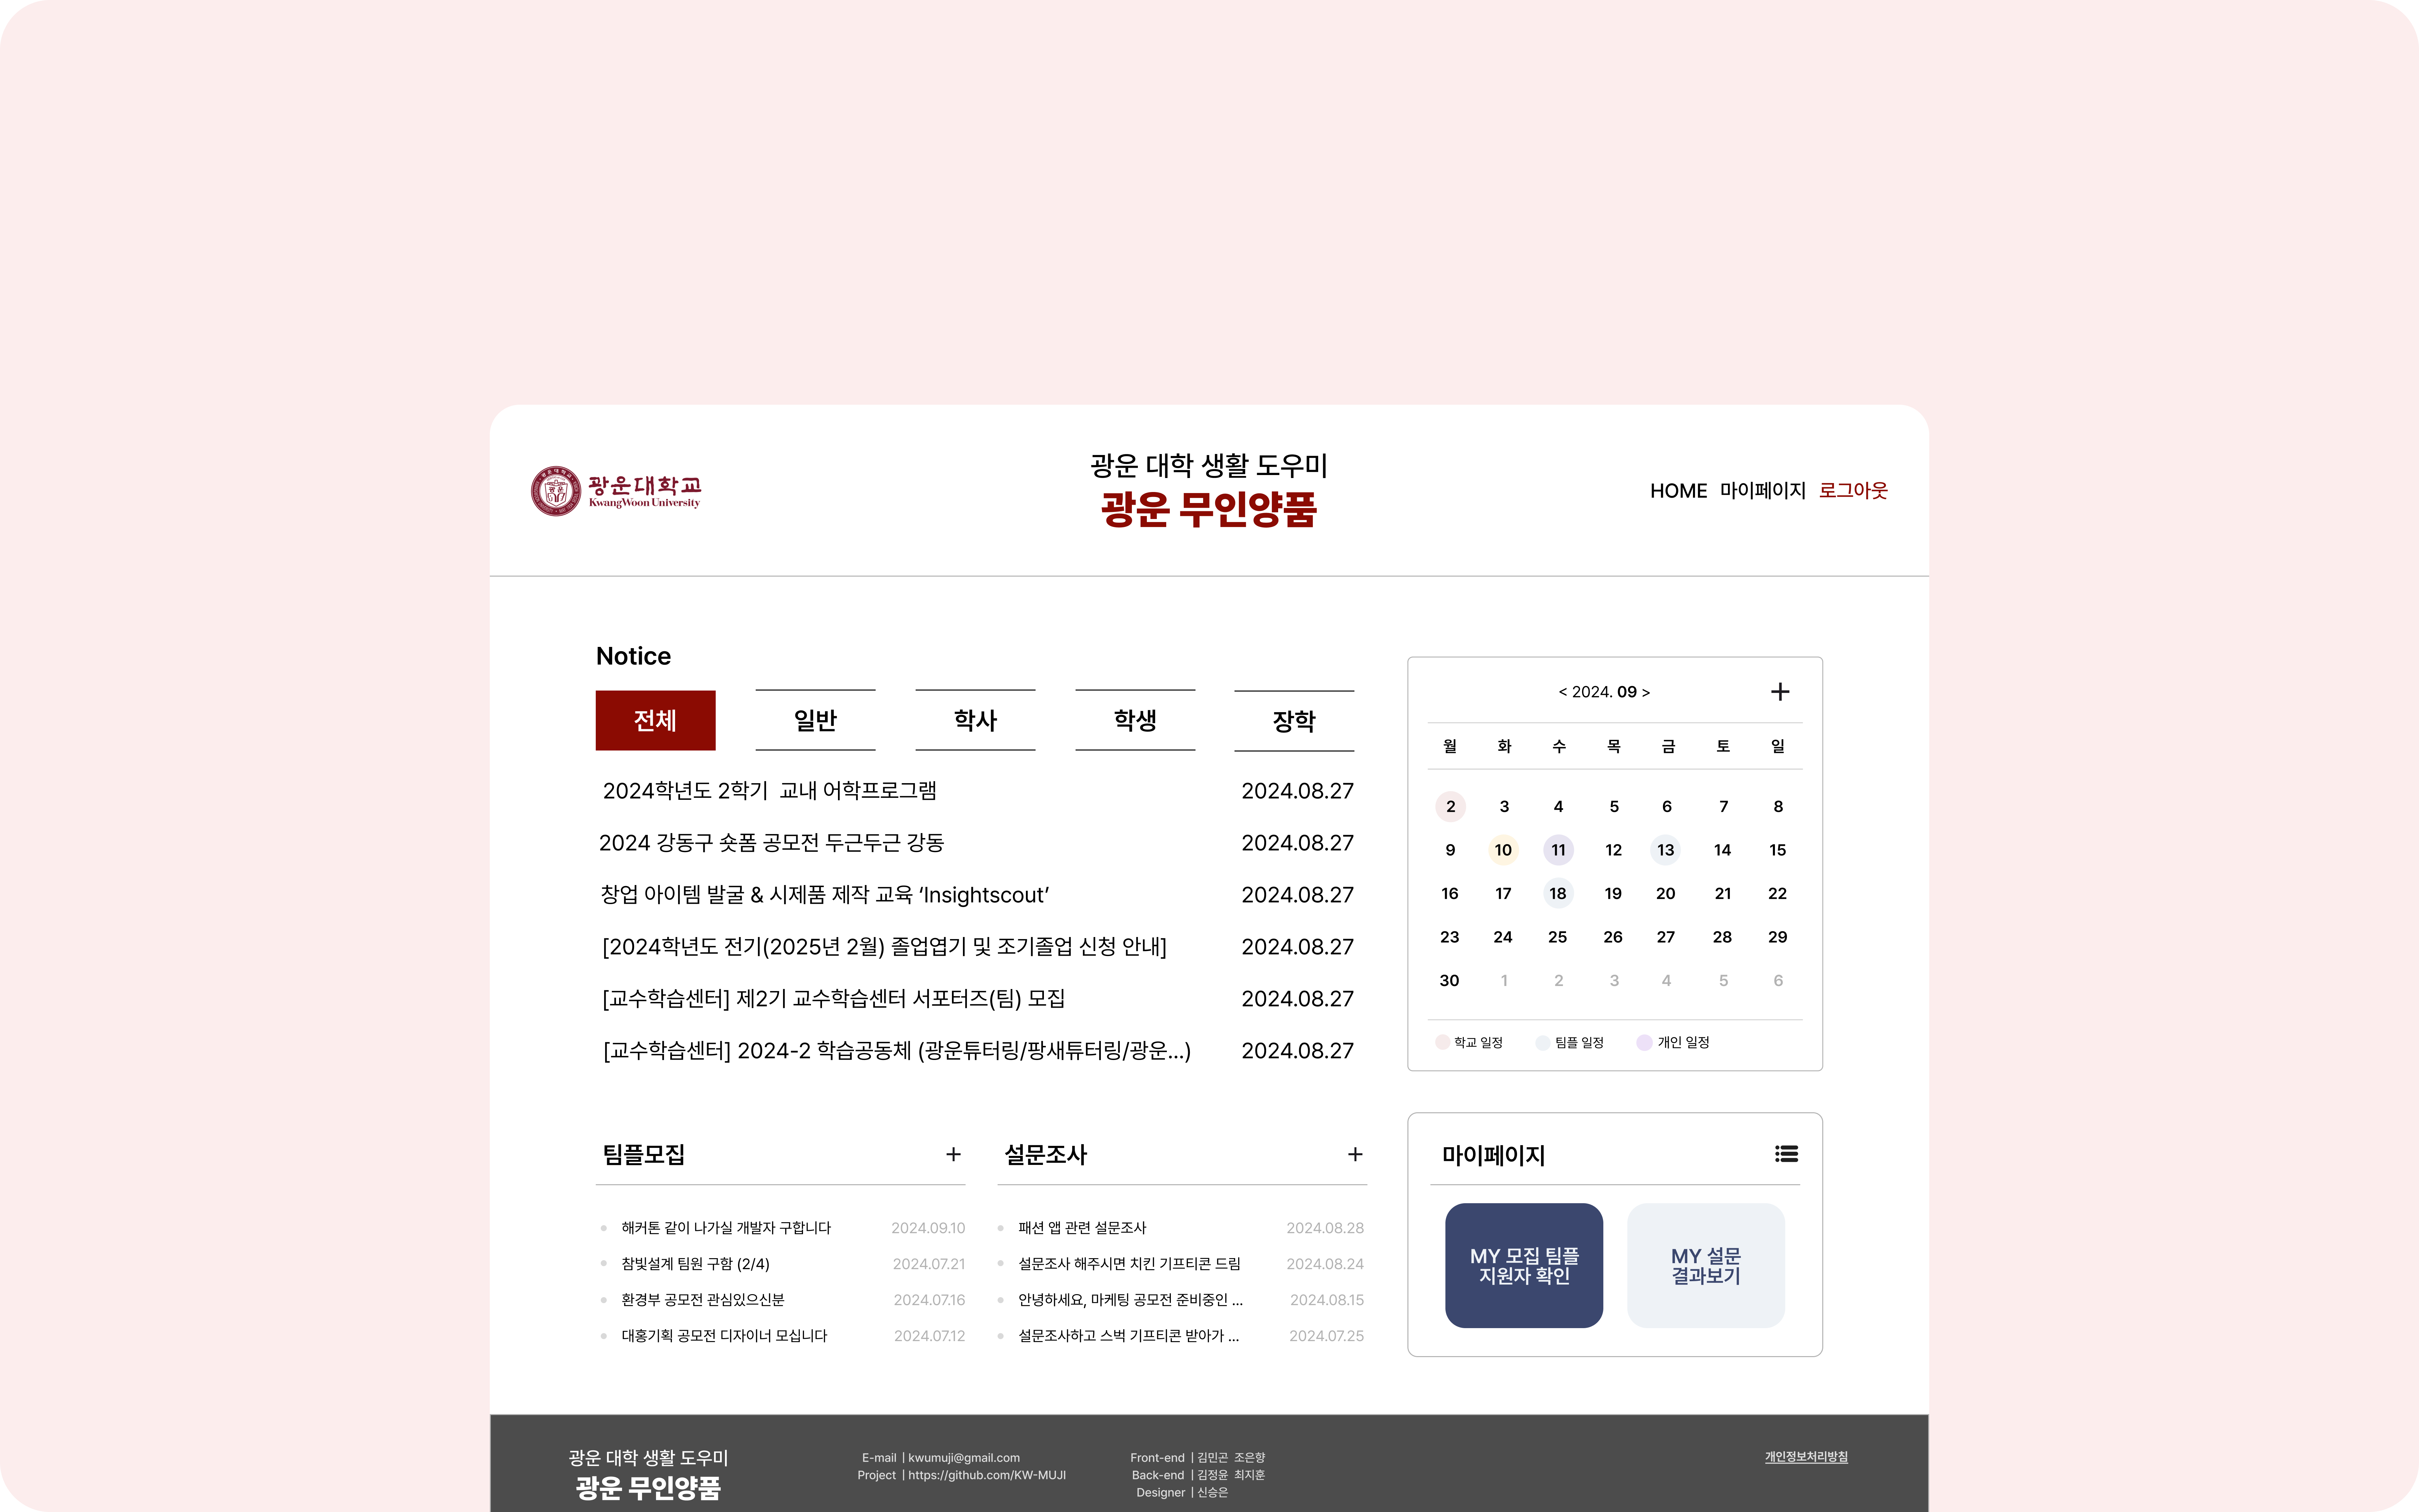 광운대학교
KwangWoon University
광운 대학 생활 도우미
광운 무인양품
HOME 마이페이지 로그아웃
Notice
전체 일반 학사 학생 장학
2024학년도 2학기 교내 어학프로그램 2024.08.27
2024 강동구 숏폼 공모전 두근두근 강동 2024.08.27
창업 아이템 발굴 & 시제품 제작 교육 ‘Insightscout’ 2024.08.27
[2024학년도 전기(2025년 2월) 졸업엽기 및 조기졸업 신청 안내] 2024.08.27
[교수학습센터] 제2기 교수학습센터 서포터즈(팀) 모집 2024.08.27
[교수학습센터] 2024-2 학습공동체 (광운튜터링/팡새튜터링/광운...) 2024.08.27
< 2024. 09 > +
월 화 수 목 금 토 일
2 3 4 5 6 7 8
9 10 11 12 13 14 15
16 17 18 19 20 21 22
23 24 25 26 27 28 29
30 1 2 3 4 5 6
학교 일정 팀플 일정 개인 일정
팀플모집 +
해커톤 같이 나가실 개발자 구합니다 2024.09.10
참빛설계 팀원 구함 (2/4) 2024.07.21
환경부 공모전 관심있으신분 2024.07.16
대홍기획 공모전 디자이너 모십니다 2024.07.12
설문조사 +
패션 앱 관련 설문조사 2024.08.28
설문조사 해주시면 치킨 기프티콘 드림 2024.08.24
안녕하세요, 마케팅 공모전 준비중인 ... 2024.08.15
설문조사하고 스벅 기프티콘 받아가 ... 2024.07.25
마이페이지
MY 모집 팀플
지원자 확인
MY 설문
결과보기
광운 대학 생활 도우미
광운 무인양품
E-mail | kwumuji@gmail.com
Project | https://github.com/KW-MUJI
Front-end | 김민곤 조은향
Back-end | 김정윤 최지훈
Designer | 신승은
개인정보처리방침